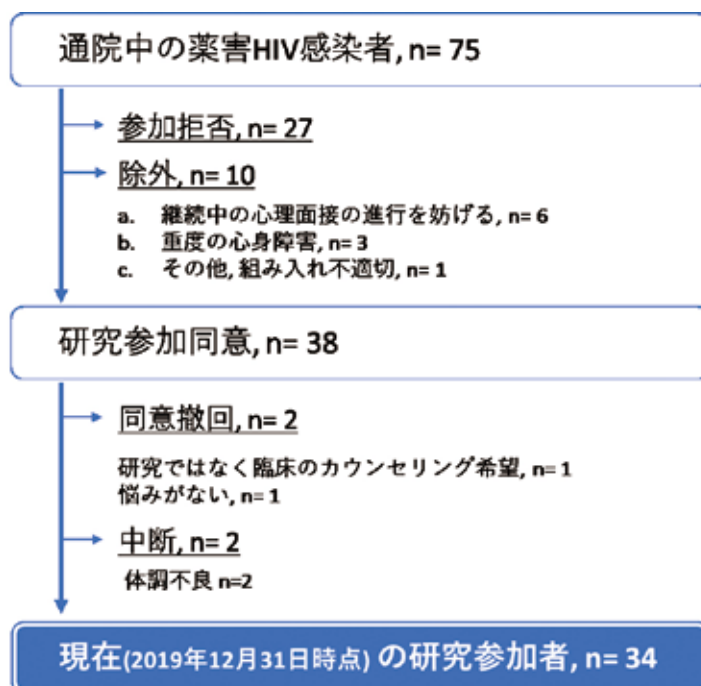 通院中の薬害HIV感染者, n= 75
参加拒否, n= 27
除外, n= 10
a. 継続中の心理面接の進行を妨げる, n= 6
b. 重度の心身障害, n= 3
c. その他, 組み入れ不適切, n= 1
研究参加同意, n= 38
同意撤回, n= 2
研究ではなく臨床のカウンセリング希望, n= 1
悩みがない, n= 1
中断, n= 2
体調不良 n=2
現在(2019年12月31日時点) の研究参加者, n= 34